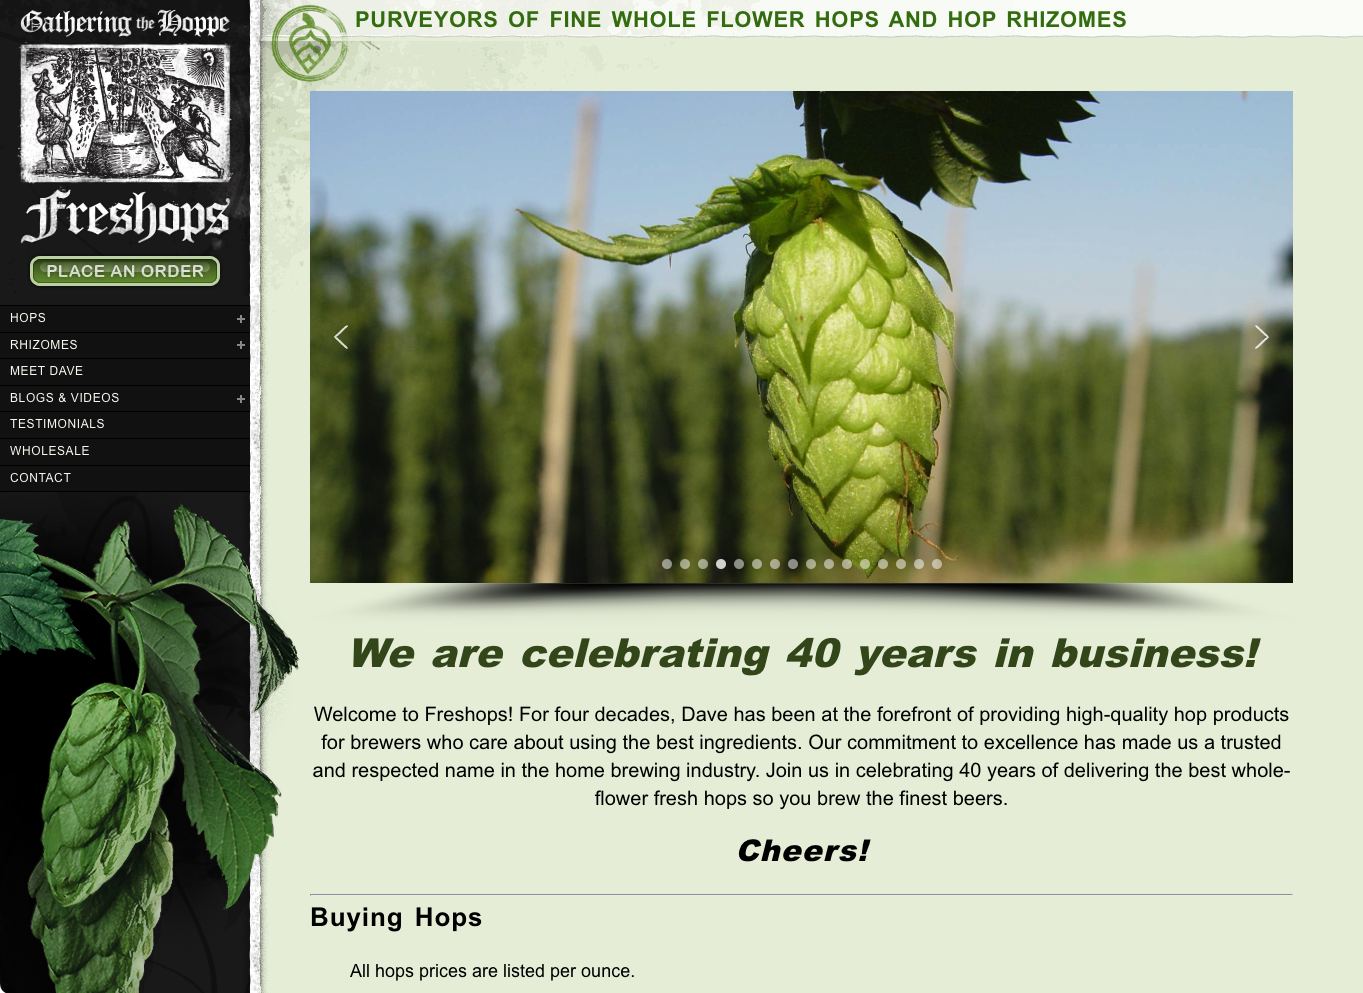 Gathering the Hoppe
Freshops
PLACE AN ORDER
HOPS
RHIZOMES
MEET DAVE
BLOGS & VIDEOS
TESTIMONIALS
WHOLESALE
CONTACT
PURVEYORS OF FINE WHOLE FLOWER HOPS AND HOP RHIZOMES
We are celebrating 40 years in business!
Welcome to Freshops! For four decades, Dave has been at the forefront of providing high-quality hop products
for brewers who care about using the best ingredients. Our commitment to excellence has made us a trusted
and respected name in the home brewing industry. Join us in celebrating 40 years of delivering the best whole-
flower fresh hops so you brew the finest beers.
Cheers!
Buying Hops
All hops prices are listed per ounce.